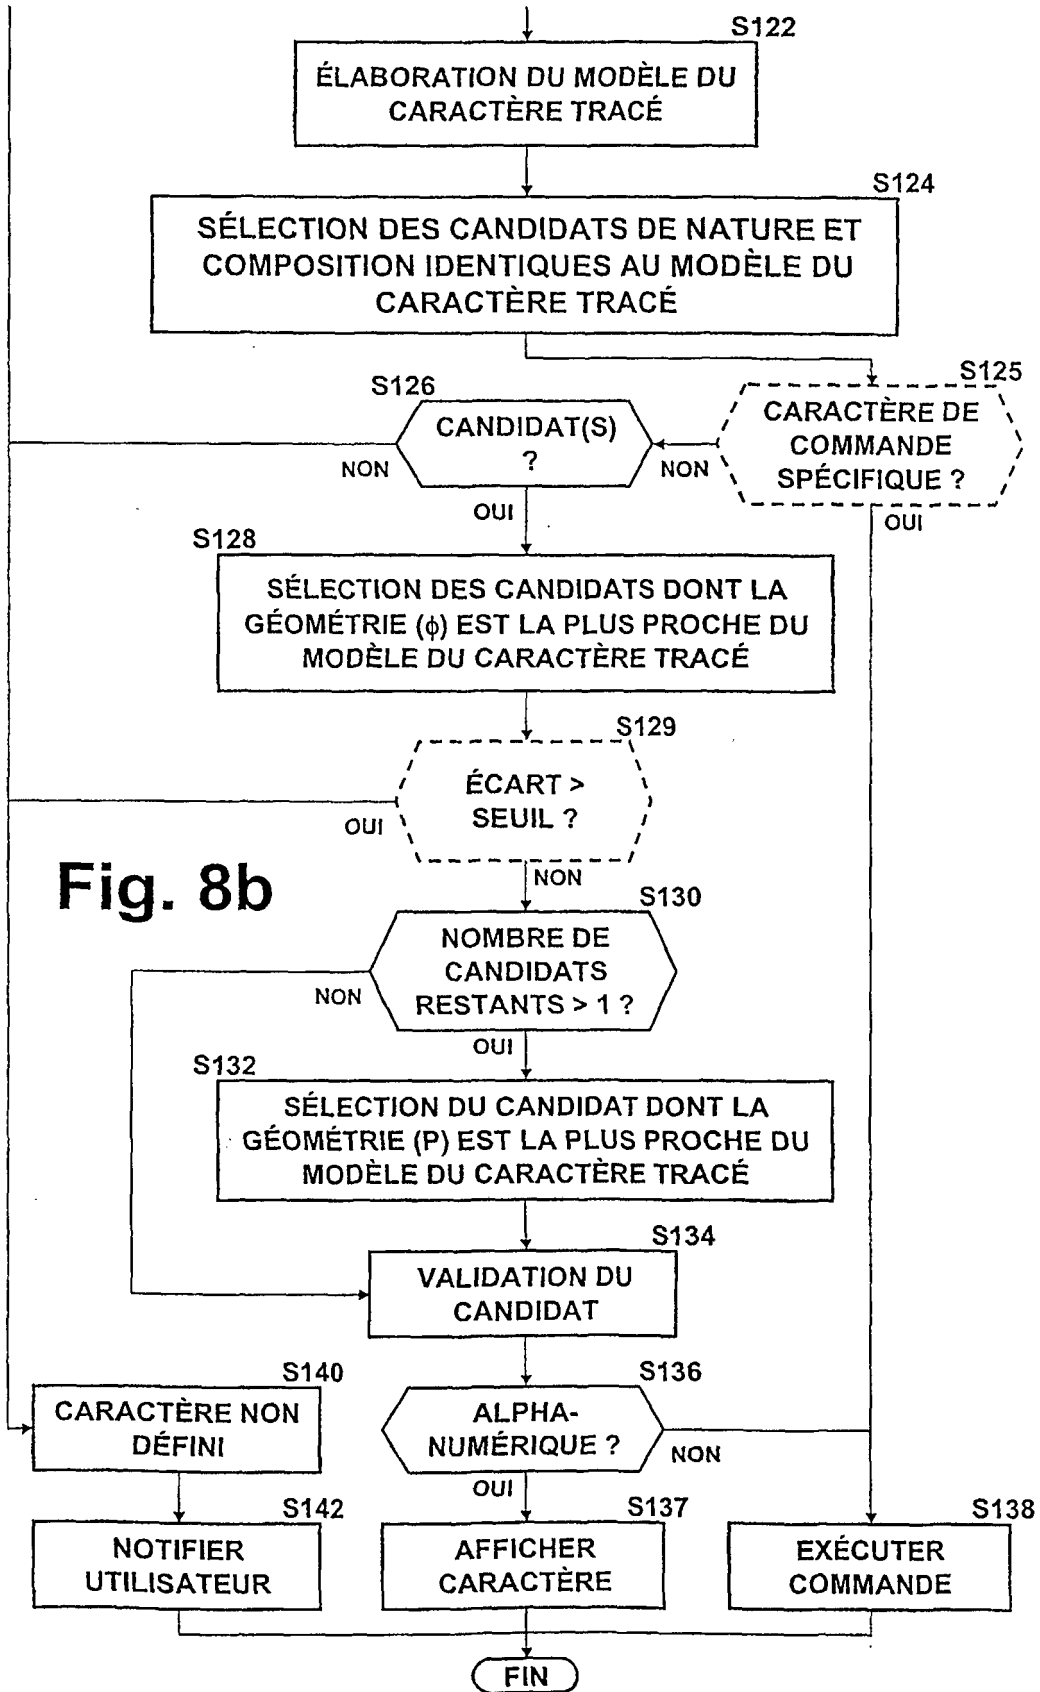 S122
ÉLABORATION DU MODÈLE DU
CARACTÈRE TRACÉ
S124
SÉLECTION DES CANDIDATS DE NATURE ET
COMPOSITION IDENTIQUES AU MODÈLE DU
CARACTÈRE TRACÉ
S125
CARACTÈRE DE
COMMANDE
SPÉCIFIQUE ?
NON
OUI
S126
CANDIDAT(S)
?
NON
OUI
S128
SÉLECTION DES CANDIDATS DONT LA
GÉOMÉTRIE (ϕ) EST LA PLUS PROCHE DU
MODÈLE DU CARACTÈRE TRACÉ
S129
ÉCART >
SEUIL ?
OUI
NON
Fig. 8b
S130
NOMBRE DE
CANDIDATS
RESTANTS > 1 ?
NON
OUI
S132
SÉLECTION DU CANDIDAT DONT LA
GÉOMÉTRIE (P) EST LA PLUS PROCHE DU
MODÈLE DU CARACTÈRE TRACÉ
S134
VALIDATION DU
CANDIDAT
S136
ALPHA-
NUMÉRIQUE ?
NON
OUI
S140
CARACTÈRE NON
DÉFINI
S142
NOTIFIER
UTILISATEUR
S137
AFFICHER
CARACTÈRE
S138
EXÉCUTER
COMMANDE
FIN